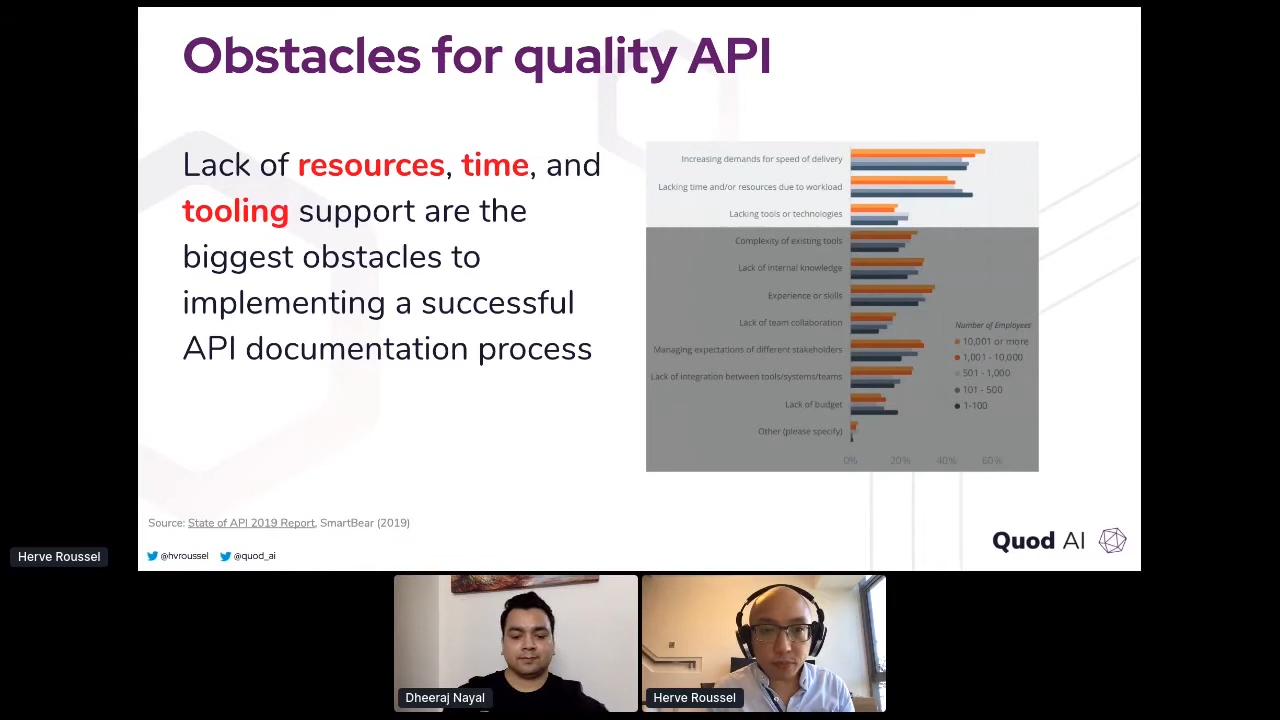 Obstacles for quality API
Lack of resources, time, and
tooling support are the
biggest obstacles to
implementing a successful
API documentation process
Increasing demands for speed of delivery
Lacking time and/or resources due to workload
Lacking tools or technologies
Complexity of existing tools
Lack of internal knowledge
Experience or skills
Lack of team collaboration
Managing expectations of different stakeholders
Lack of integration between tools/systems/teams
Lack of budget
Other (please specify)
0% 20% 40% 60%
Number of Employees
10,001 or more
1,001 - 10,000
501 - 1,000
101 - 500
1-100
Source: State of API 2019 Report, SmartBear (2019)
@hvroussel @quod_ai
Quod AI
Herve Roussel
Dheeraj Nayal
Herve Roussel